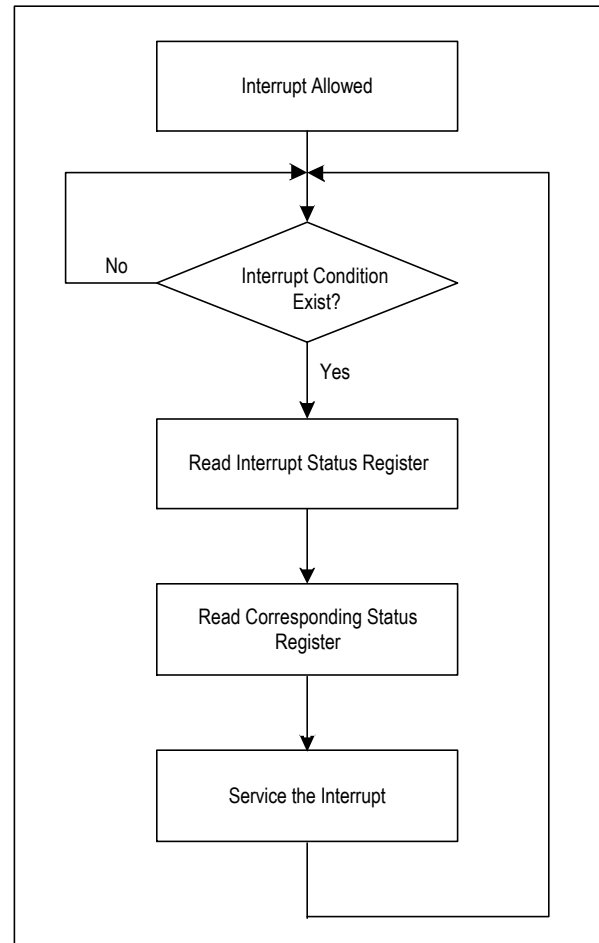 Interrupt Allowed
No
Interrupt Condition
Exist?
Yes
Read Interrupt Status Register
Read Corresponding Status
Register
Service the Interrupt